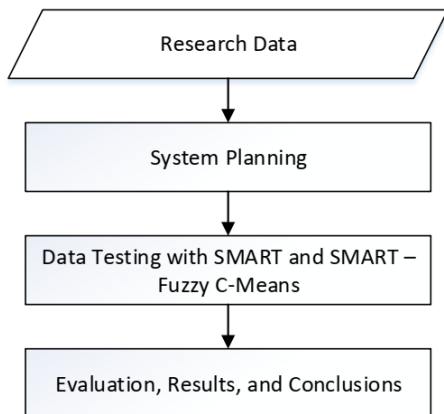 Research Data
System Planning
Data Testing with SMART and SMART –
Fuzzy C-Means
Evaluation, Results, and Conclusions